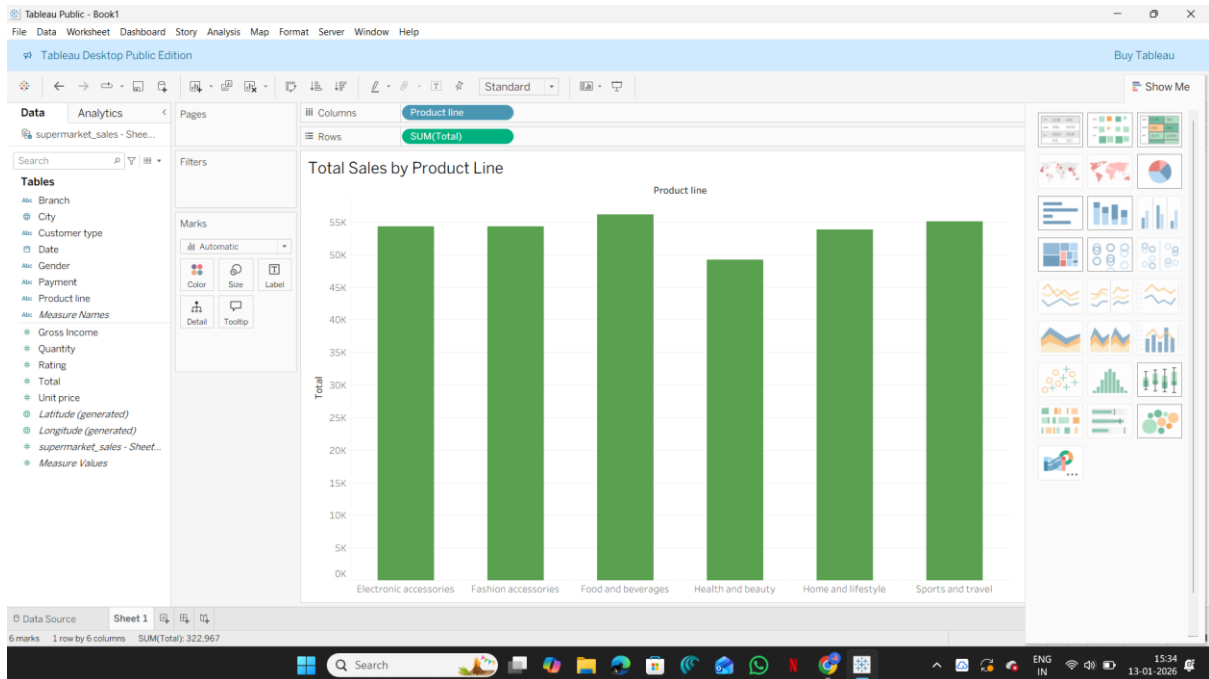 Tableau Public - Book1
File Data Worksheet Dashboard Story Analysis Map Format Server Window Help
Tableau Desktop Public Edition
Buy Tableau
Standard
Show Me
Data Analytics
supermarket_sales - Shee...
Search
Tables
Abc Branch
City
Abc Customer type
Date
Abc Gender
Abc Payment
Abc Product line
Abc Measure Names
# Gross Income
# Quantity
# Rating
# Total
# Unit price
Latitude (generated)
Longitude (generated)
# supermarket_sales - Sheet...
# Measure Values
Pages
Filters
Marks
Automatic
Color Size Label
Detail Tooltip
Columns Product line
Rows SUM(Total)
Total Sales by Product Line
Product line
Total
55K
50K
45K
40K
35K
30K
25K
20K
15K
10K
5K
0K
Electronic accessories Fashion accessories Food and beverages Health and beauty Home and lifestyle Sports and travel
Data Source Sheet 1
6 marks 1 row by 6 columns SUM(Total): 322,967
Search
ENG
IN
15:34
13-01-2026